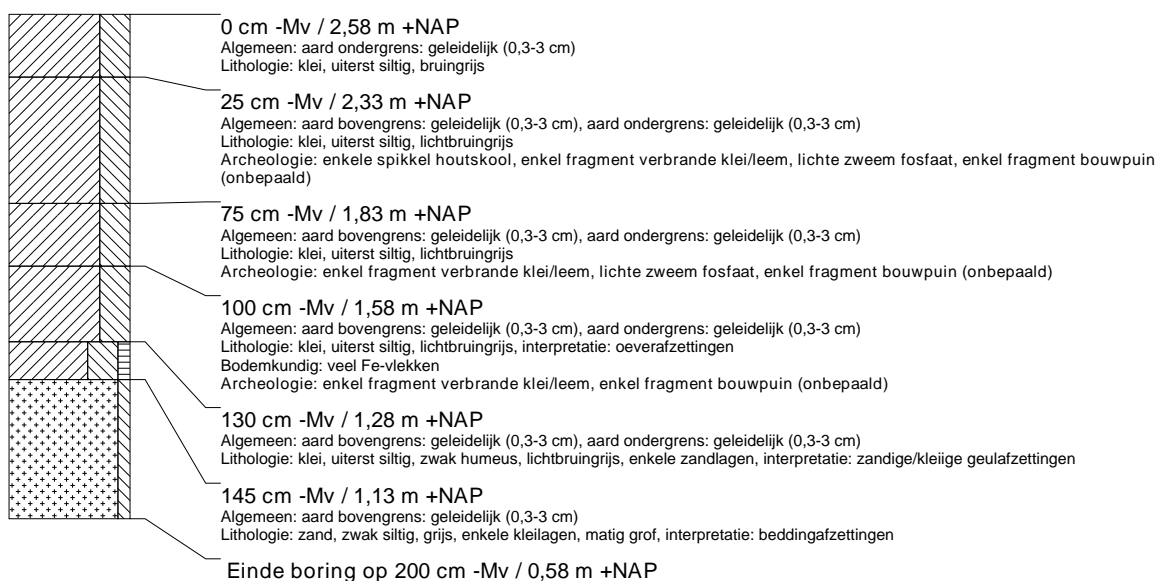 0 cm -Mv / 2,58 m +NAP
Algemeen: aard ondergrens: geleidelijk (0,3-3 cm)
Lithologie: klei, uiterst siltig, bruingrijs
25 cm -Mv / 2,33 m +NAP
Algemeen: aard bovengrens: geleidelijk (0,3-3 cm), aard ondergrens: geleidelijk (0,3-3 cm)
Lithologie: klei, uiterst siltig, lichtbruingrijs
Archeologie: enkele spikkel houtskool, enkel fragment verbrande klei/leem, lichte zweem fosfaat, enkel fragment bouwpuin
(onbepaald)
75 cm -Mv / 1,83 m +NAP
Algemeen: aard bovengrens: geleidelijk (0,3-3 cm), aard ondergrens: geleidelijk (0,3-3 cm)
Lithologie: klei, uiterst siltig, lichtbruingrijs
Archeologie: enkel fragment verbrande klei/leem, lichte zweem fosfaat, enkel fragment bouwpuin (onbepaald)
100 cm -Mv / 1,58 m +NAP
Algemeen: aard bovengrens: geleidelijk (0,3-3 cm), aard ondergrens: geleidelijk (0,3-3 cm)
Lithologie: klei, uiterst siltig, lichtbruingrijs, interpretatie: oeverafzettingen
Bodemkundig: veel Fe-vlekken
Archeologie: enkel fragment verbrande klei/leem, enkel fragment bouwpuin (onbepaald)
130 cm -Mv / 1,28 m +NAP
Algemeen: aard bovengrens: geleidelijk (0,3-3 cm), aard ondergrens: geleidelijk (0,3-3 cm)
Lithologie: klei, uiterst siltig, zwak humeus, lichtbruingrijs, enkele zandlagen, interpretatie: zandige/kleiige geulafzettingen
145 cm -Mv / 1,13 m +NAP
Algemeen: aard bovengrens: geleidelijk (0,3-3 cm)
Lithologie: zand, zwak siltig, grijs, enkele kleilagen, matig grof, interpretatie: beddingafzettingen
Einde boring op 200 cm -Mv / 0,58 m +NAP